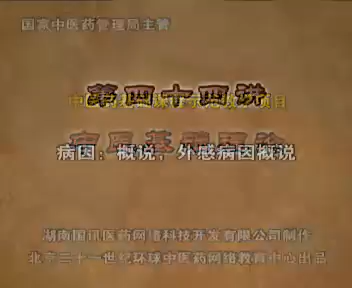 国家中医药管理局主管
第四十四讲
病因：概说，外感病因概说
湖南国讯医药网络科技开发有限公司制作
北京二十一世纪环球中医药网络教育中心出品